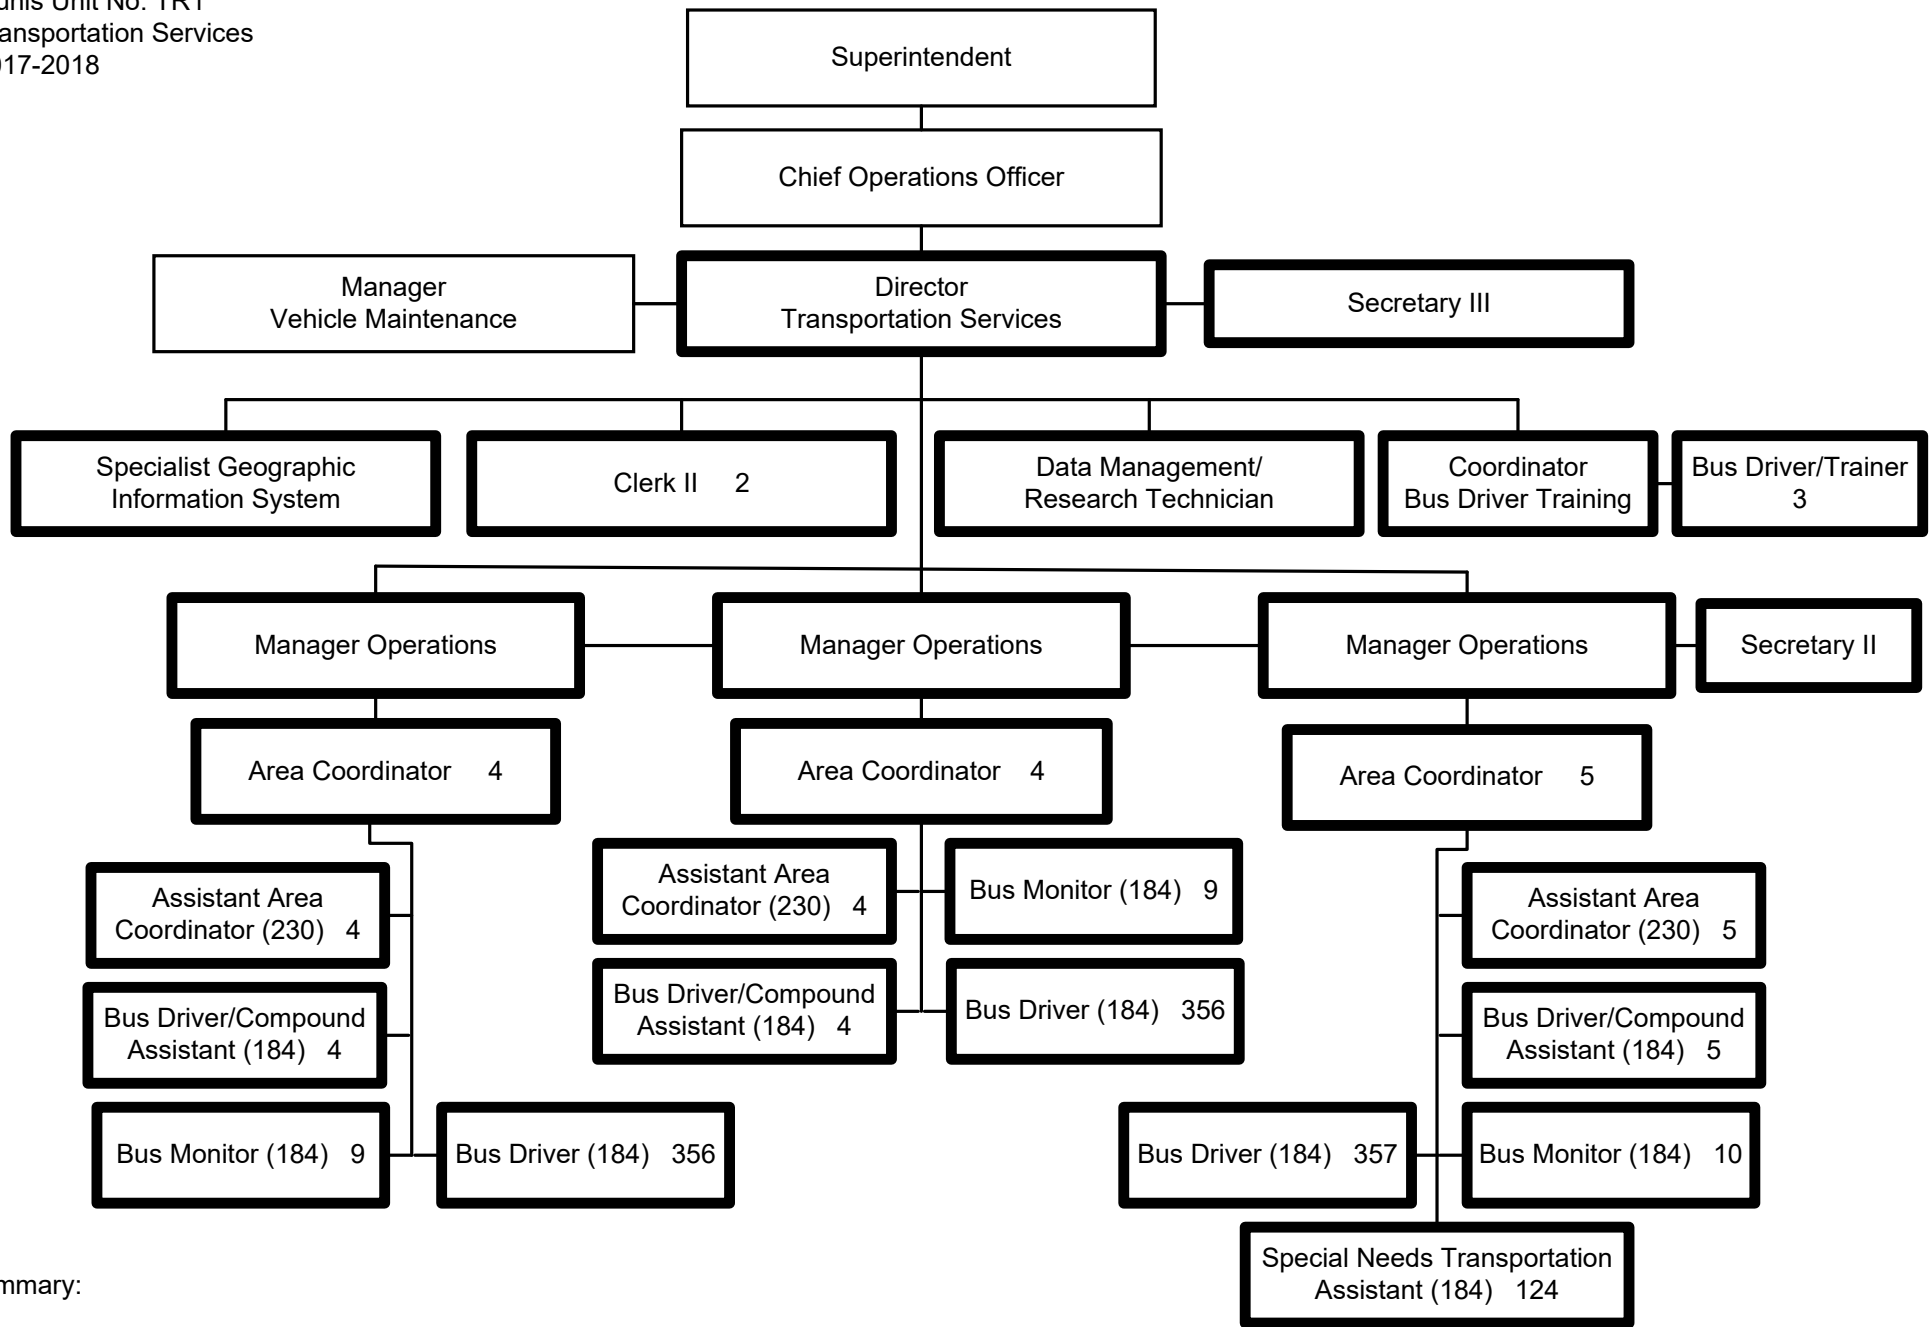 Unit No. TRT
Services
2018
Superintendent
Chief Operations Officer
Manager
Vehicle Maintenance
Director
Transportation Services
Secretary III
Specialist Geographic
Information System
Clerk II 2
Data Management/
Research Technician
Coordinator
Bus Driver Training
Bus Driver/Trainer
3
Manager Operations
Manager Operations
Manager Operations
Secretary II
Area Coordinator 4
Area Coordinator 4
Area Coordinator 5
Assistant Area
Coordinator (230) 4
Bus Driver/Compound
Assistant (184) 4
Bus Monitor (184) 9
Bus Driver (184) 356
Assistant Area
Coordinator (230) 4
Bus Monitor (184) 9
Bus Driver/Compound
Assistant (184) 4
Bus Driver (184) 356
Assistant Area
Coordinator (230) 5
Bus Driver/Compound
Assistant (184) 5
Bus Driver (184) 357
Bus Monitor (184) 10
Special Needs Transportation
Assistant (184) 124